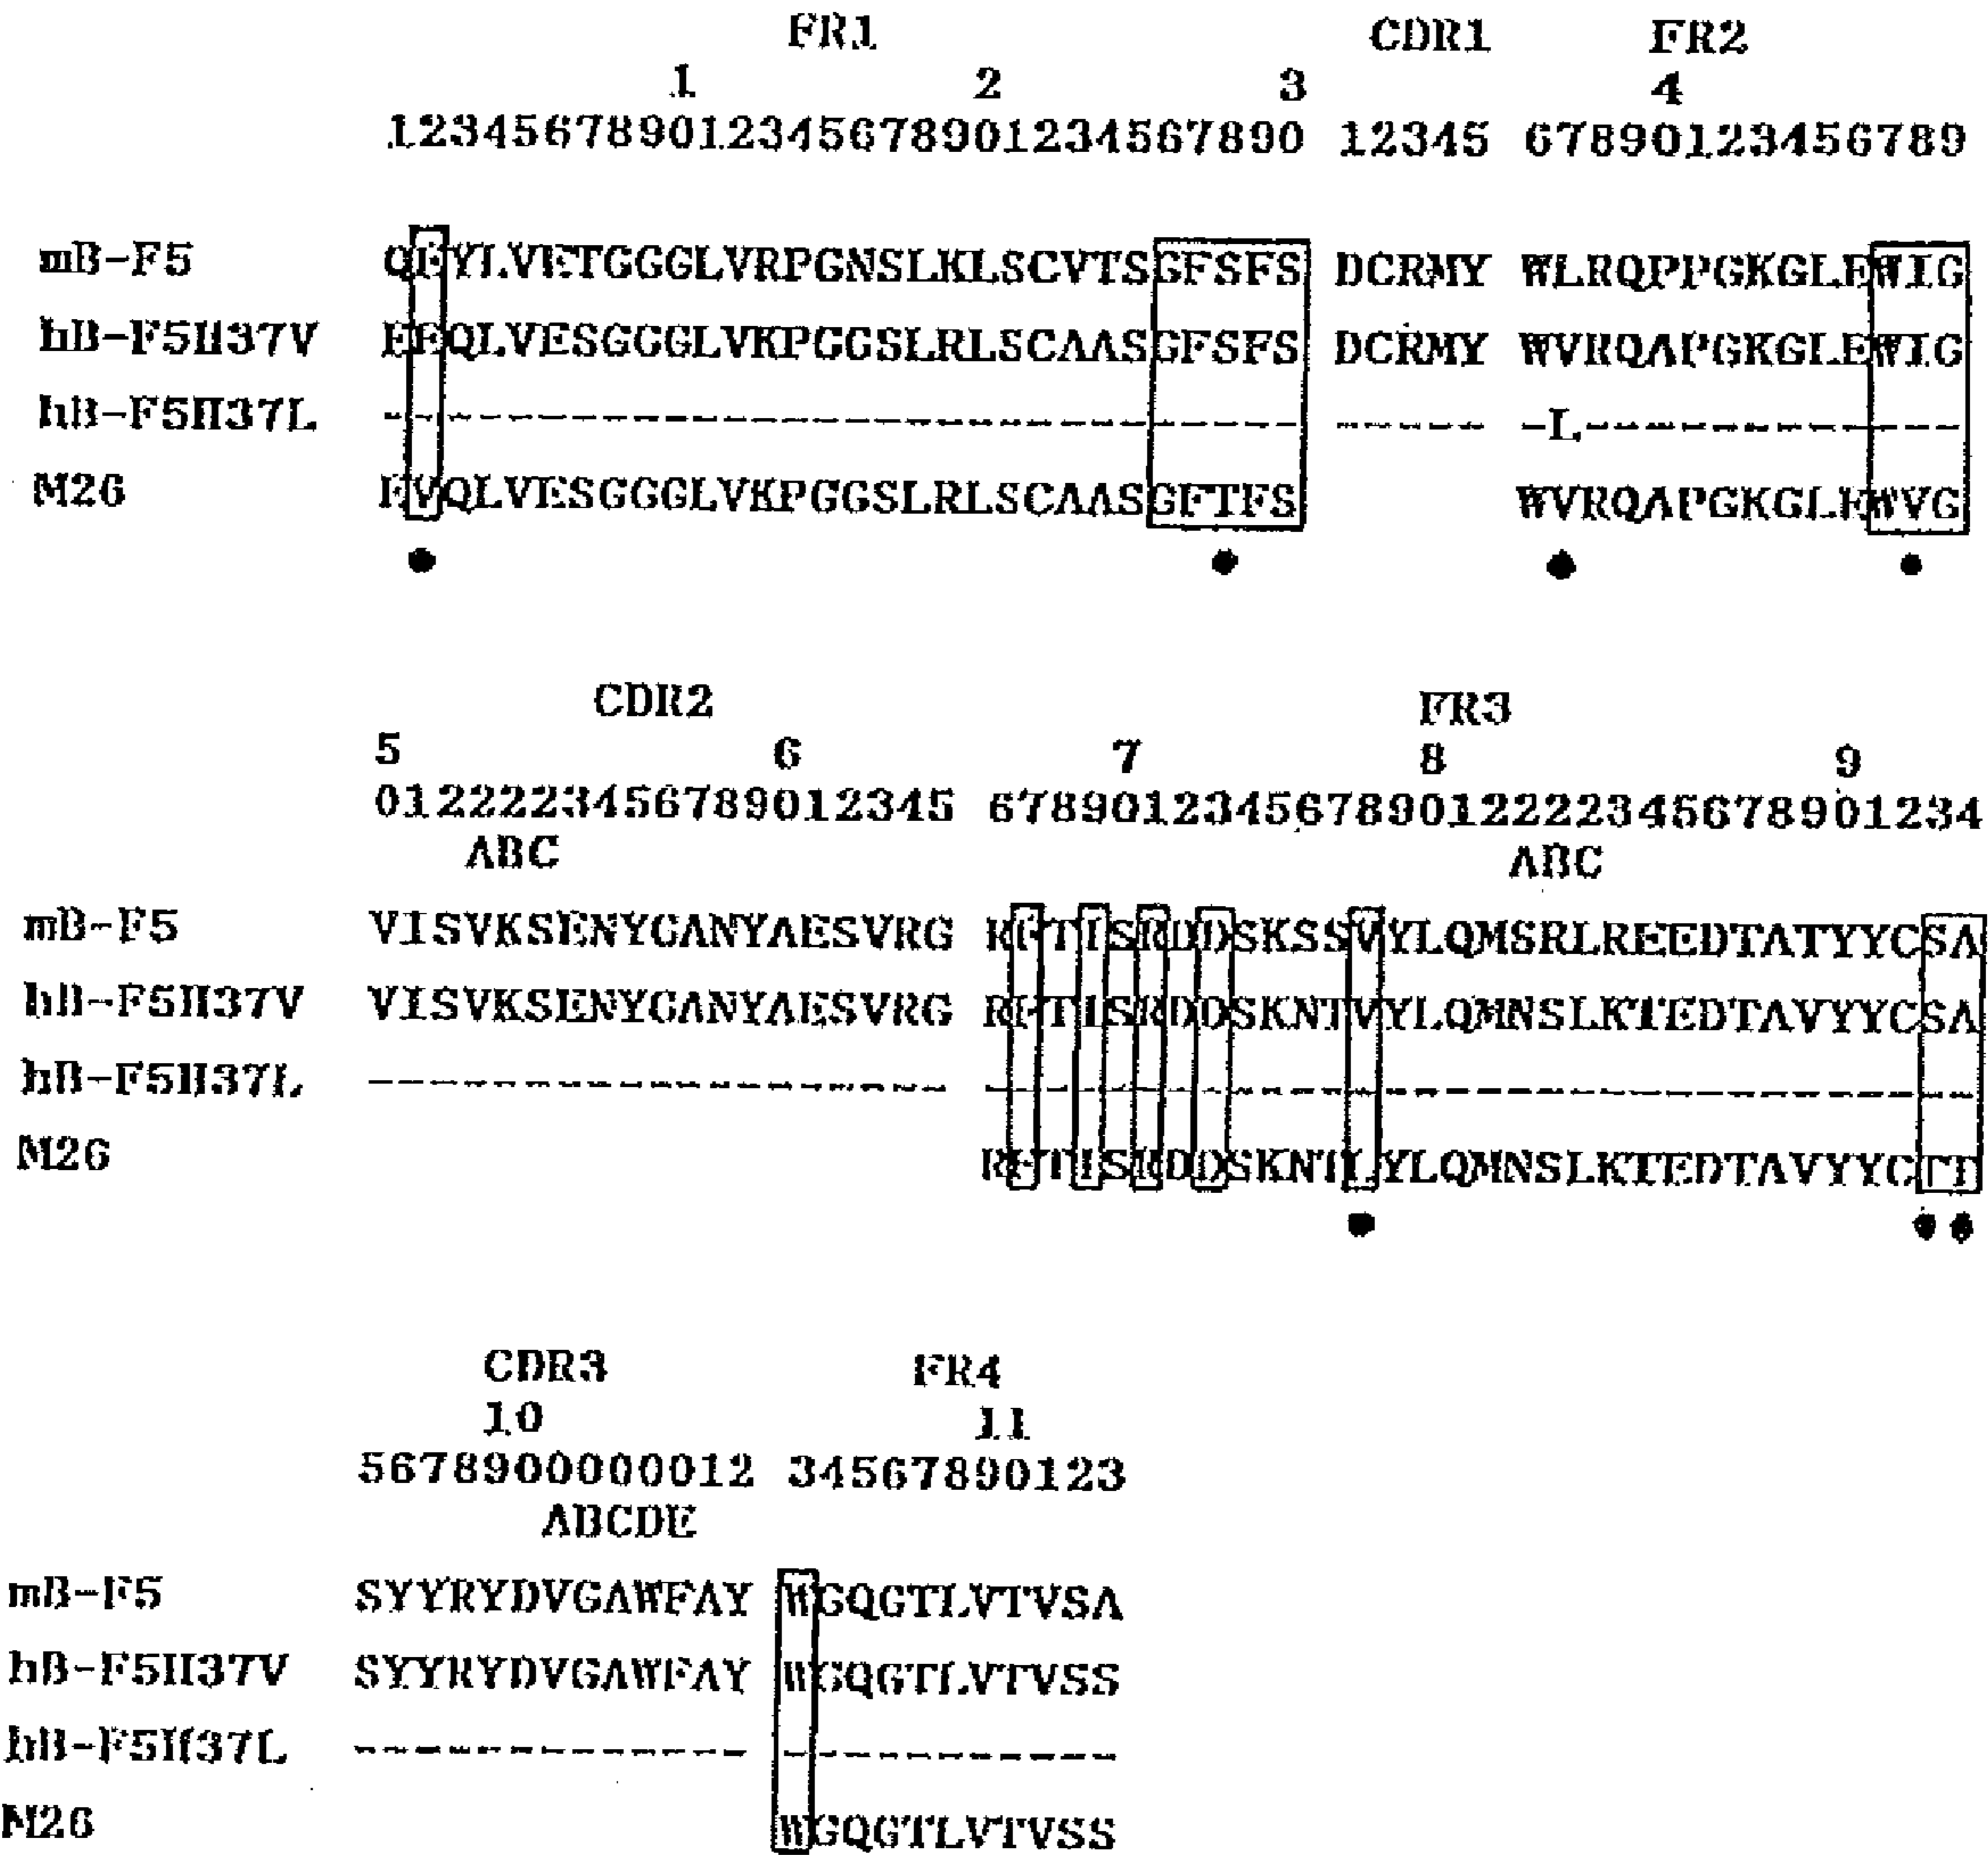 FR1 CDR1 FR2
1 2 3 4
123456789012345678901234567890 12345 67890123456789
mB-F5 QEYLVETGGGLVRPGNSLKLSCVTSGFSFS DCRMY WLRQPPGKGLEWIG
hB-F5H37V EEQLVESGGGLVKPGGSLRLSCAASGFSFS DCRMY WVRQAPGKGLEWIG
hB-F5H37L ------------------------------ ----- -L------------
M26 EVQLVESGGGLVKPGGSLRLSCAASGFTFS WVRQAPGKGLEWVG
CDR2 FR3
5 6 7 8 9
0122223456789012345 67890123456789012222345678901234
ABC ABC
mB-F5 VISVKSENYGANYAESVRG RFTISRDDSKSSVYLQMSRLREEDTATYYCSA
hB-F5H37V VISVKSENYGANYAESVRG RFTISRDDSKNTVYLQMNSLKTEDTAVYYCSA
hB-F5H37L ------------------- --------------------------------
M26 RFTISRDDSKNTLYLQMNSLKTEDTAVYYCTT
CDR3 FR4
10 11
5678900000012 34567890123
ABCDE
mB-F5 SYYRYDVGAWFAY WGQGTLVTVSA
hB-F5H37V SYYRYDVGAWFAY WGQGTLVTVSS
hB-F5H37L ------------- -----------
M26 WGQGTLVTVSS